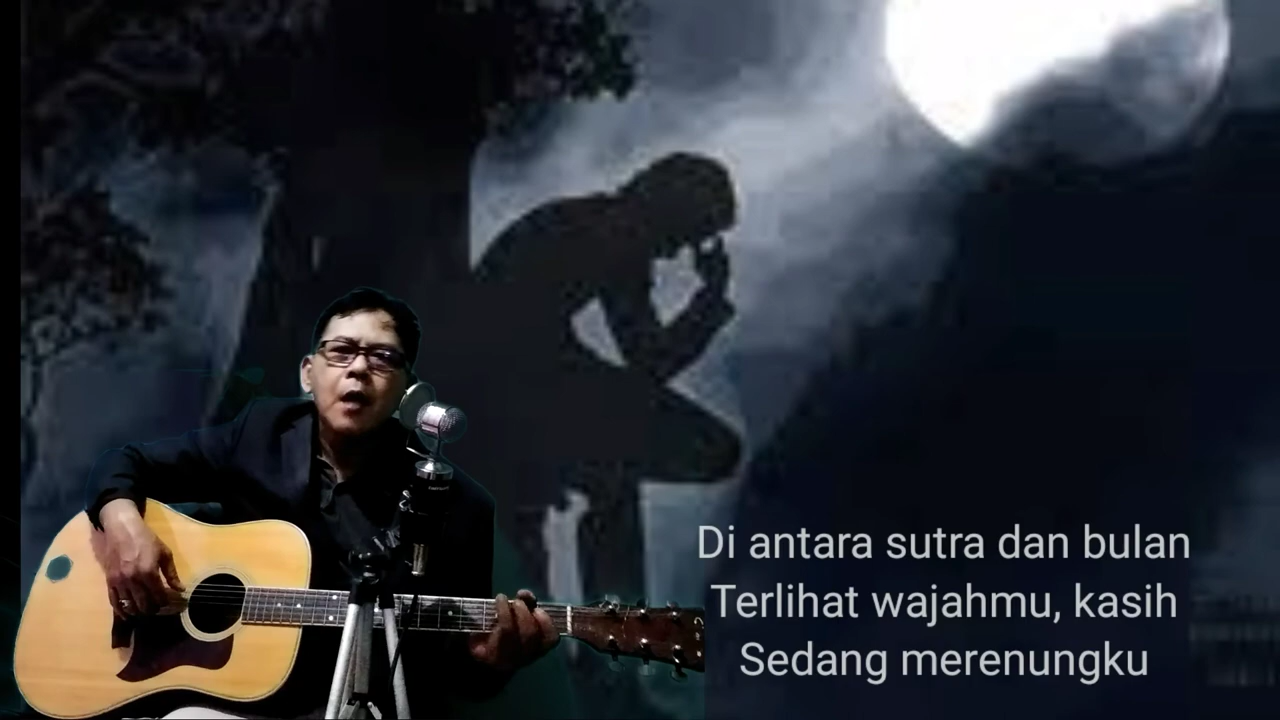 Di antara sutra dan bulan
Terlihat wajahmu, kasih
Sedang merenungku